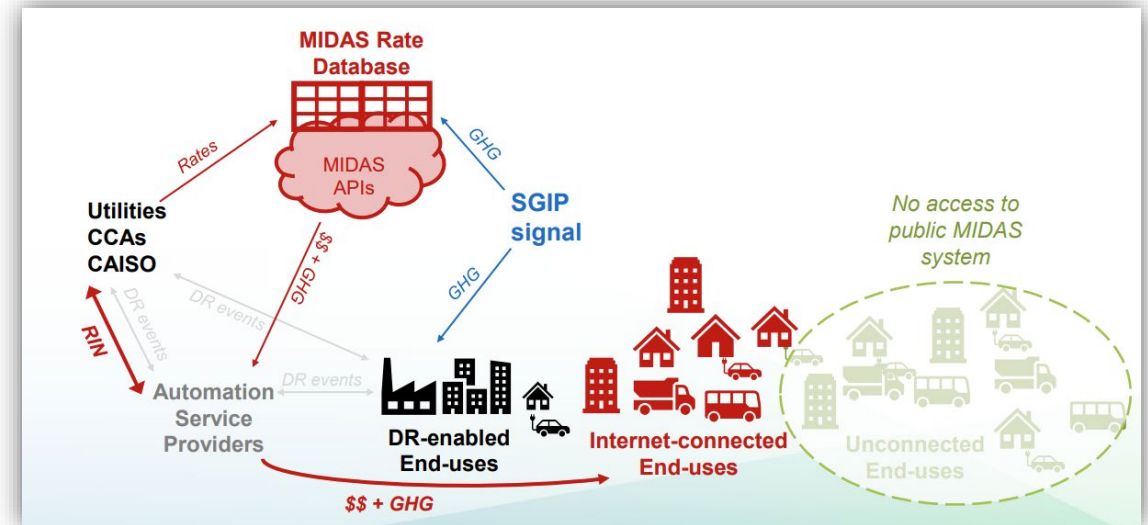 MIDAS Rate
Database
MIDAS
APIs
Rates
GHG
SGIP
signal
Utilities
CCAs
CAISO
$$ + GHG
GHG
No access to
public MIDAS
system
RIN
DR events
DR events
DR events
Automation
Service
Providers
DR-enabled
End-uses
Internet-connected
End-uses
Unconnected
End-uses
$$ + GHG